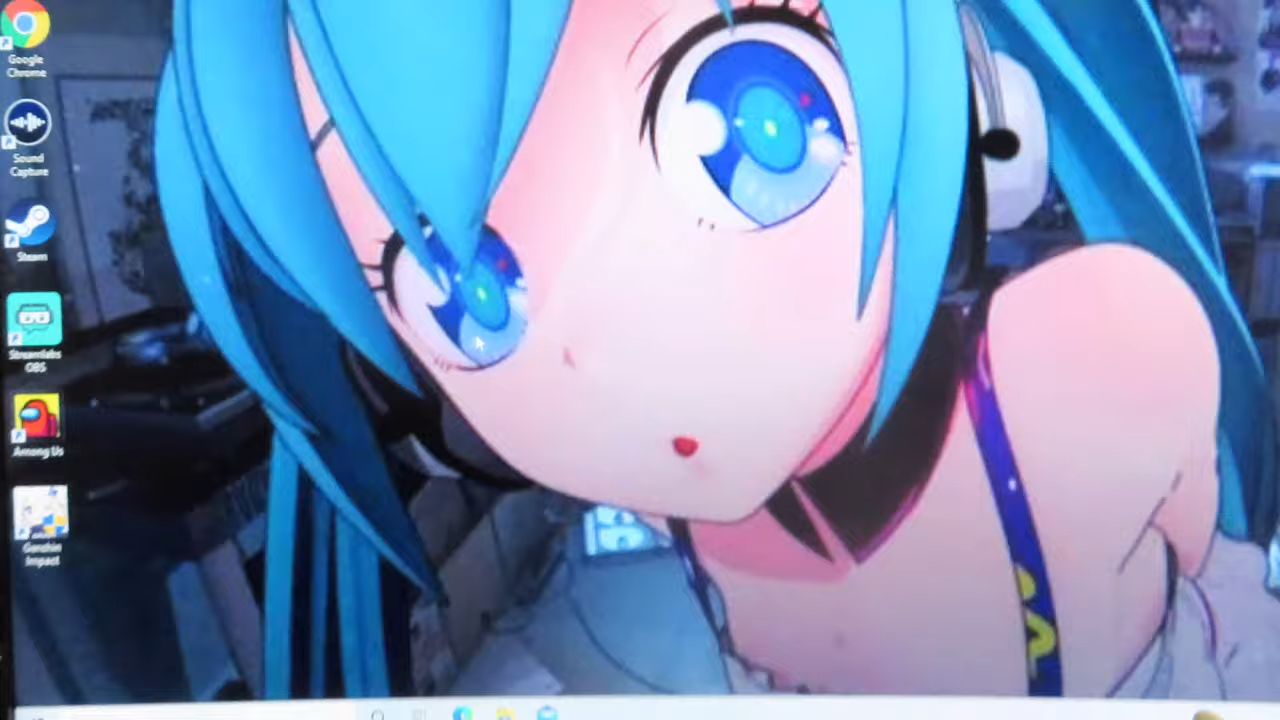 Google
Chrome
Sound
Capture
Steam
Streamlabs
OBS
Among Us
Genshin
Impact